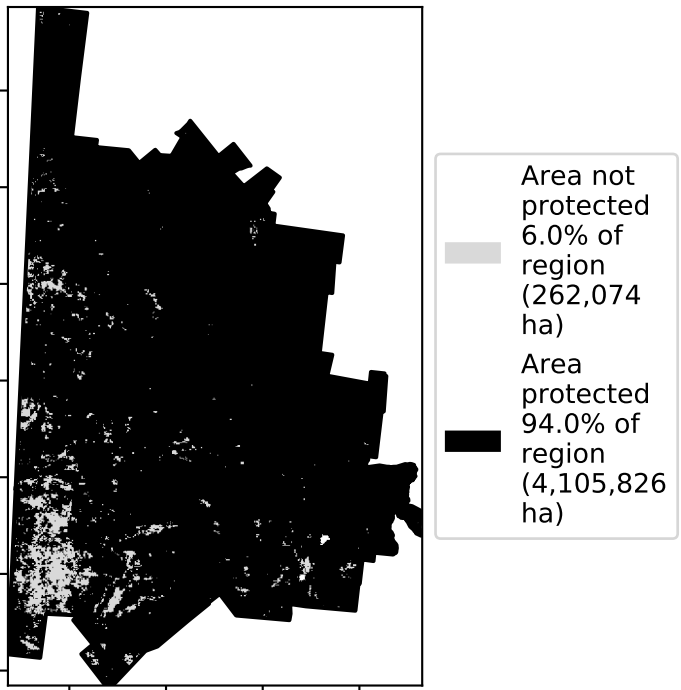 Area not
protected
6.0% of
region
(262,074
ha)
Area
protected
94.0% of
region
(4,105,826
ha)